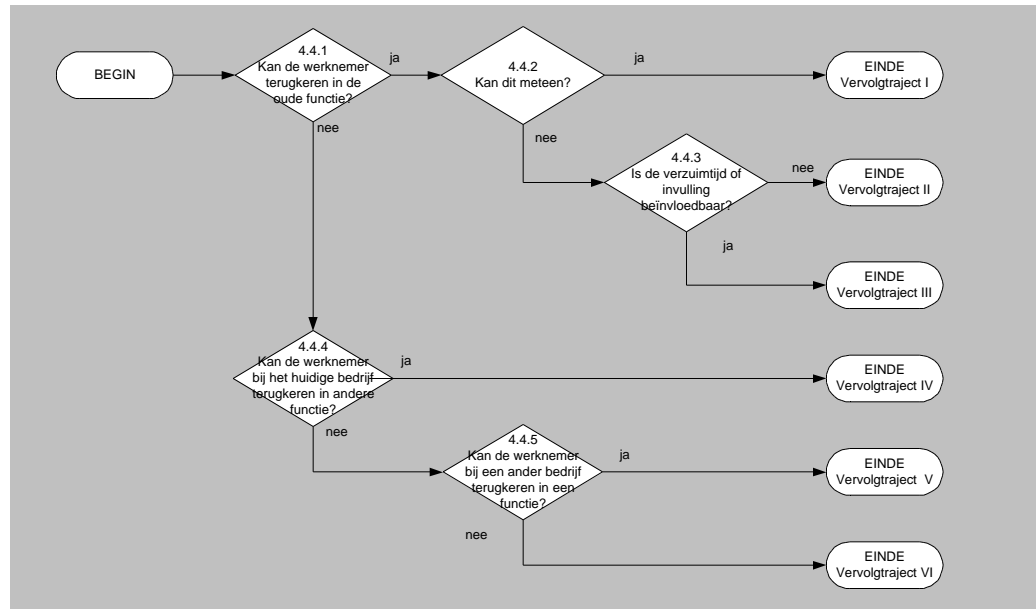 BEGIN
4.4.1
Kan de werknemer
terugkeren in de
oude functie?
ja
nee
4.4.2
Kan dit meteen?
ja
nee
EINDE
Vervolgtraject I
4.4.3
Is de verzuimtijd of
invulling
beïnvloedbaar?
nee
ja
EINDE
Vervolgtraject II
EINDE
Vervolgtraject III
4.4.4
Kan de werknemer
bij het huidige bedrijf
terugkeren in andere
functie?
ja
nee
EINDE
Vervolgtraject IV
4.4.5
Kan de werknemer
bij een ander bedrijf
terugkeren in een
functie?
ja
nee
EINDE
Vervolgtraject V
EINDE
Vervolgtraject VI